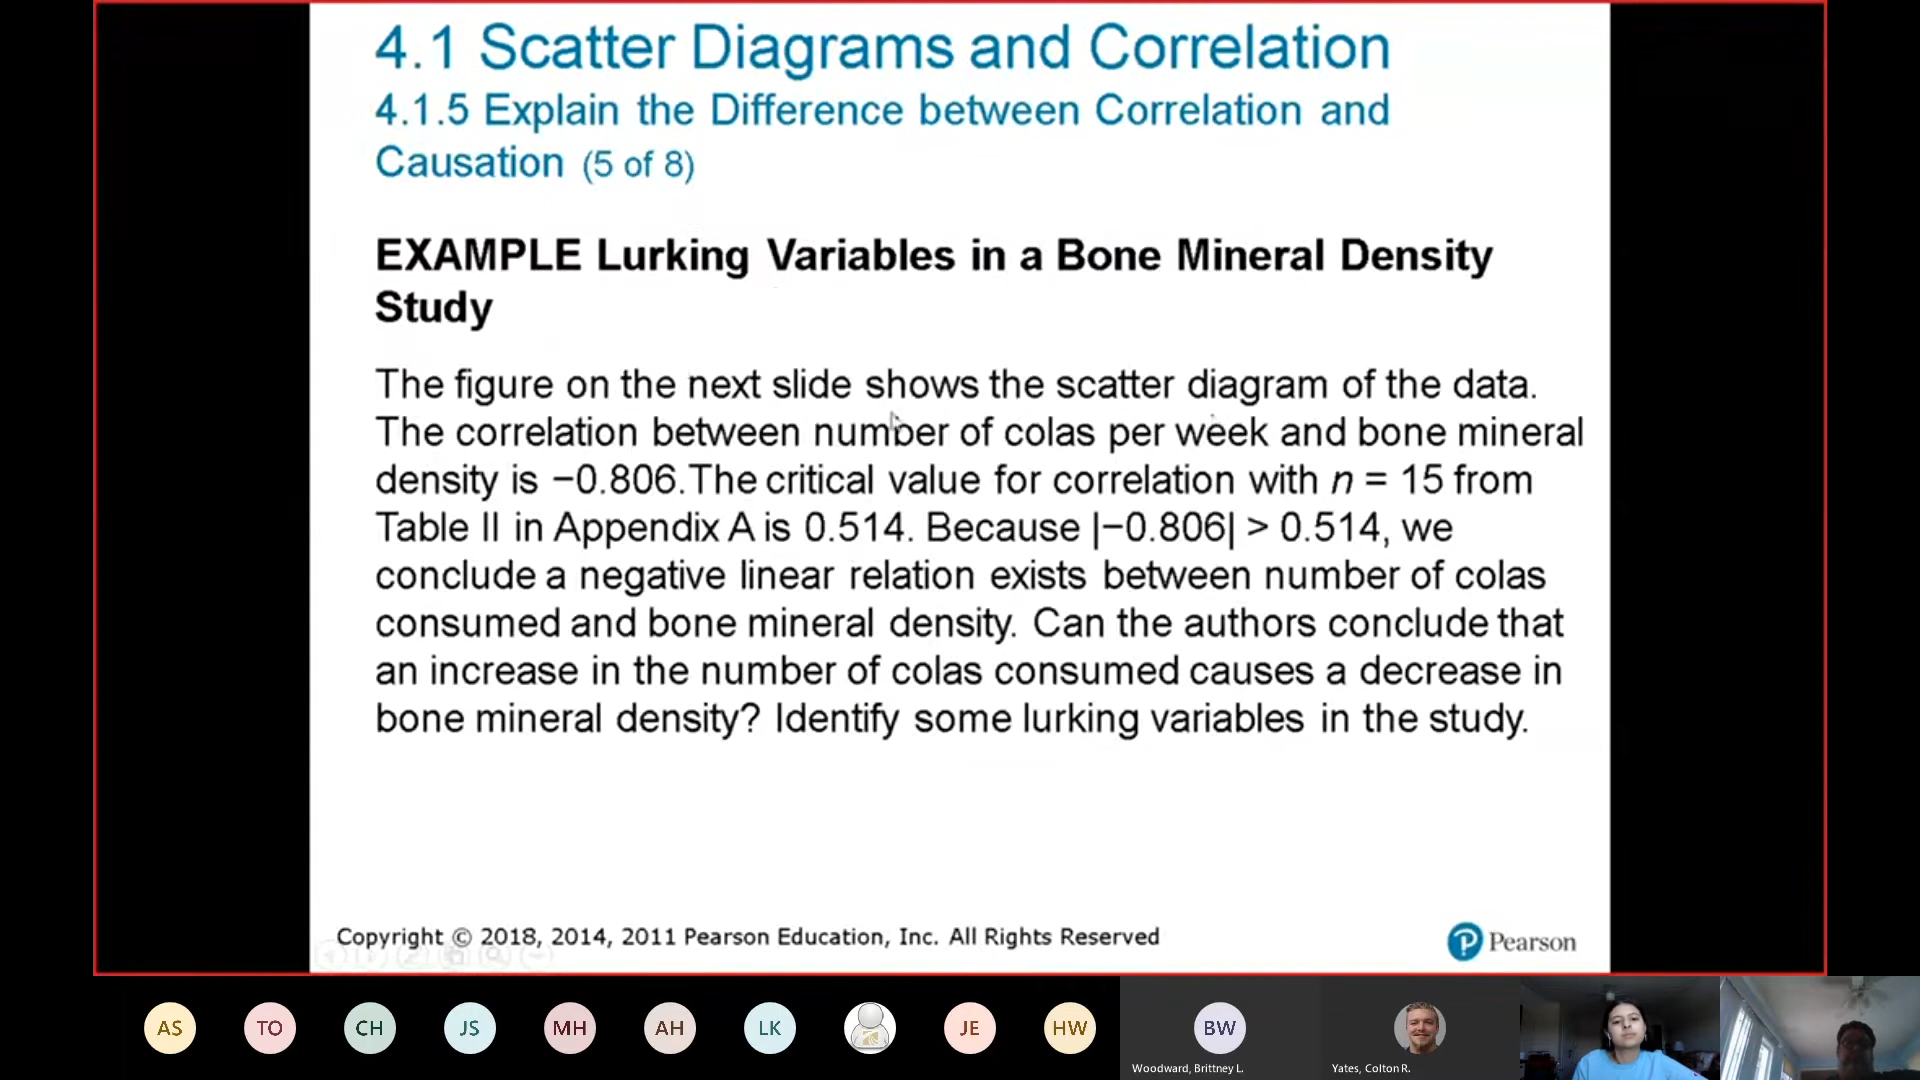 4.1 Scatter Diagrams and Correlation
4.1.5 Explain the Difference between Correlation and
Causation (5 of 8)
EXAMPLE Lurking Variables in a Bone Mineral Density
Study
The figure on the next slide shows the scatter diagram of the data.
The correlation between number of colas per week and bone mineral
density is −0.806.The critical value for correlation with n = 15 from
Table II in Appendix A is 0.514. Because |−0.806| > 0.514, we
conclude a negative linear relation exists between number of colas
consumed and bone mineral density. Can the authors conclude that
an increase in the number of colas consumed causes a decrease in
bone mineral density? Identify some lurking variables in the study.
Copyright © 2018, 2014, 2011 Pearson Education, Inc. All Rights Reserved
Pearson
AS TO CH JS MH AH LK JE HW BW
Woodward, Brittney L. Yates, Colton R.